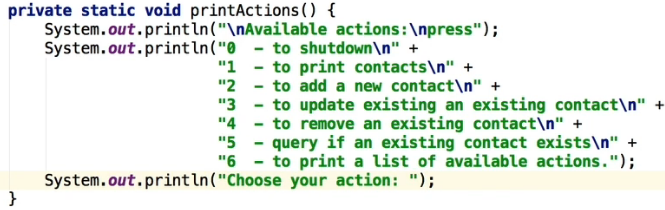 private static void printActions() {
    System.out.println("\nAvailable actions:\npress");
    System.out.println("0  - to shutdown\n" +
                       "1  - to print contacts\n" +
                       "2  - to add a new contact\n" +
                       "3  - to update existing an existing contact\n" +
                       "4  - to remove an existing contact\n" +
                       "5  - query if an existing contact exists\n" +
                       "6  - to print a list of available actions.");
    System.out.println("Choose your action: ");
}